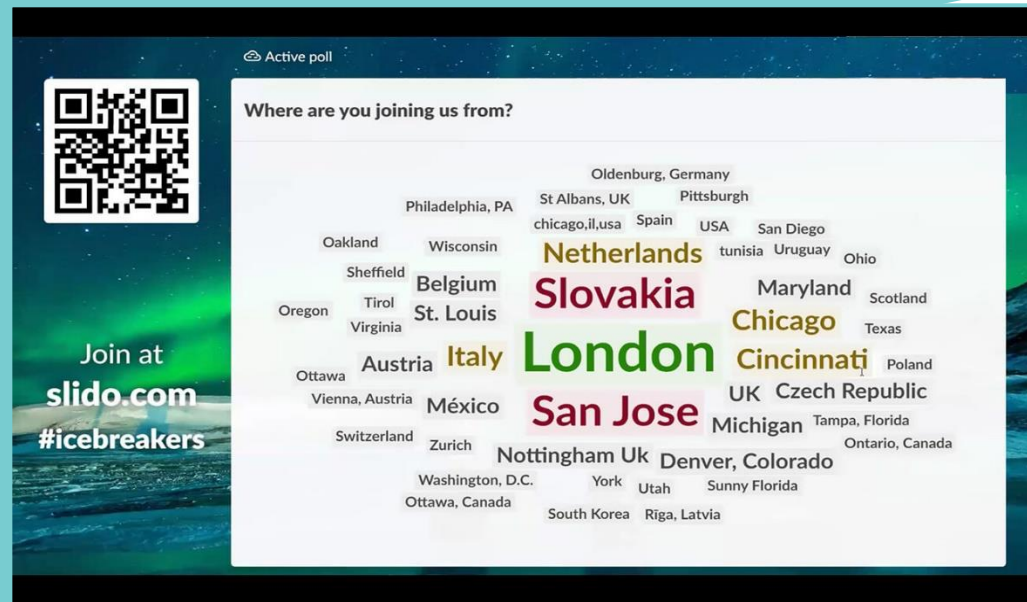 Active poll
Where are you joining us from?
Oldenburg, Germany
Philadelphia, PA St Albans, UK Pittsburgh
chicago,il,usa Spain USA San Diego
Oakland Wisconsin Netherlands tunisia Uruguay Ohio
Sheffield Belgium Slovakia Maryland Scotland
Oregon Tirol St. Louis Chicago Texas
Virginia
Ottawa Austria Italy London Cincinnati Poland
Vienna, Austria México San Jose UK Czech Republic
Michigan Tampa, Florida
Switzerland Zurich Nottingham Uk Denver, Colorado Ontario, Canada
Washington, D.C. York Utah Sunny Florida
Ottawa, Canada South Korea Rīga, Latvia
Join at
slido.com
#icebreakers